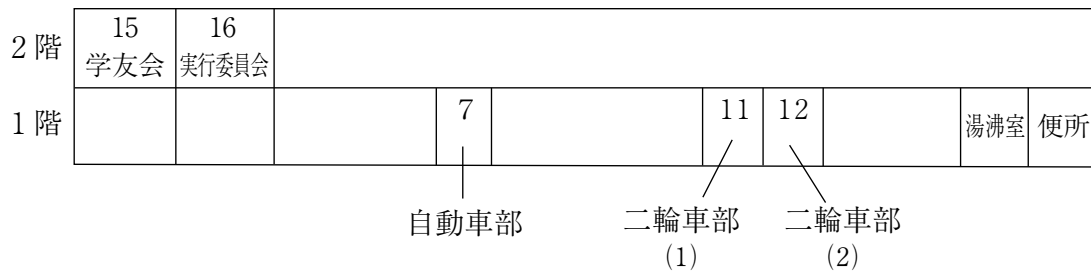 2階
15
学友会
16
実行委員会
1階
7
11
12
湯沸室
便所
自動車部
二輪車部
(1)
二輪車部
(2)